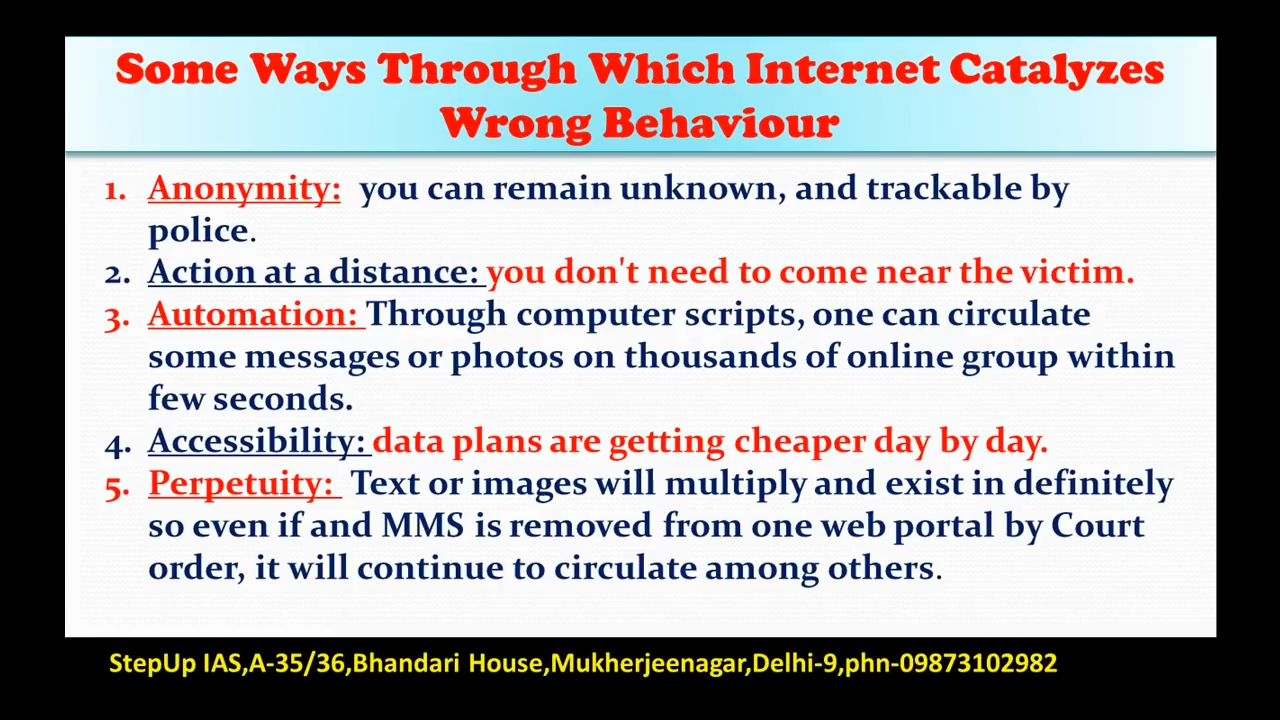 Some Ways Through Which Internet Catalyzes
Wrong Behaviour
1. Anonymity: you can remain unknown, and trackable by
police.
2. Action at a distance: you don't need to come near the victim.
3. Automation: Through computer scripts, one can circulate
some messages or photos on thousands of online group within
few seconds.
4. Accessibility: data plans are getting cheaper day by day.
5. Perpetuity: Text or images will multiply and exist in definitely
so even if and MMS is removed from one web portal by Court
order, it will continue to circulate among others.
StepUp IAS,A-35/36,Bhandari House,Mukherjeenagar,Delhi-9,phn-09873102982